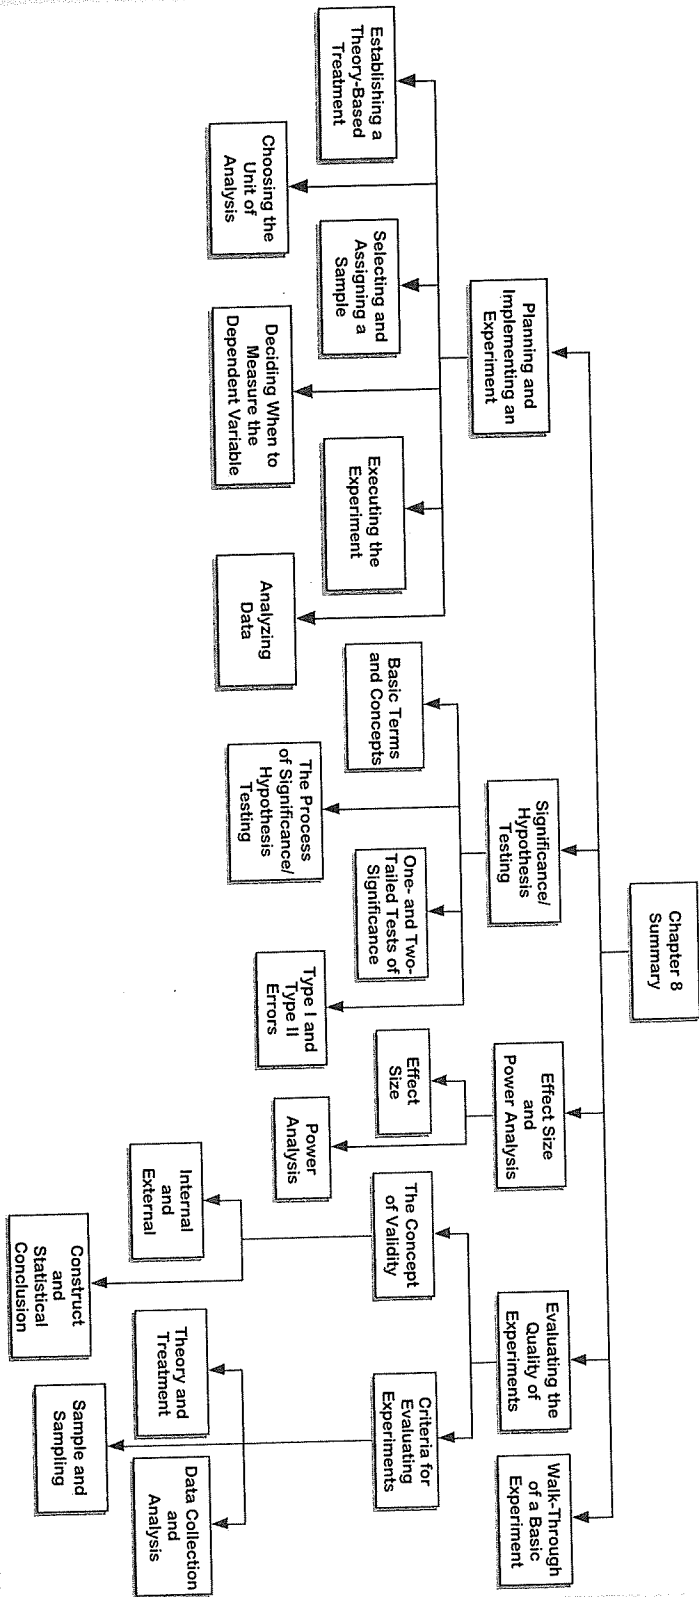 Chapter 8
Summary
Planning and
Implementing an
Experiment
Significance/
Hypothesis
Testing
Effect Size
and
Power Analysis
Evaluating the
Quality of
Experiments
Walk-Through
of a Basic
Experiment
Establishing a
Theory-Based
Treatment
Choosing the
Unit of
Analysis
Selecting and
Assigning a
Sample
Deciding When to
Measure the
Dependent Variable
Executing the
Experiment
Analyzing
Data
Basic Terms
and Concepts
The Process
of Significance/
Hypothesis
Testing
One- and Two-
Tailed Tests of
Significance
Type I and
Type II
Errors
Effect
Size
Power
Analysis
The Concept
of Validity
Criteria for
Evaluating
Experiments
Internal
and
External
Construct
and
Statistical
Conclusion
Theory and
Treatment
Sample and
Sampling
Data Collection
and
Analysis